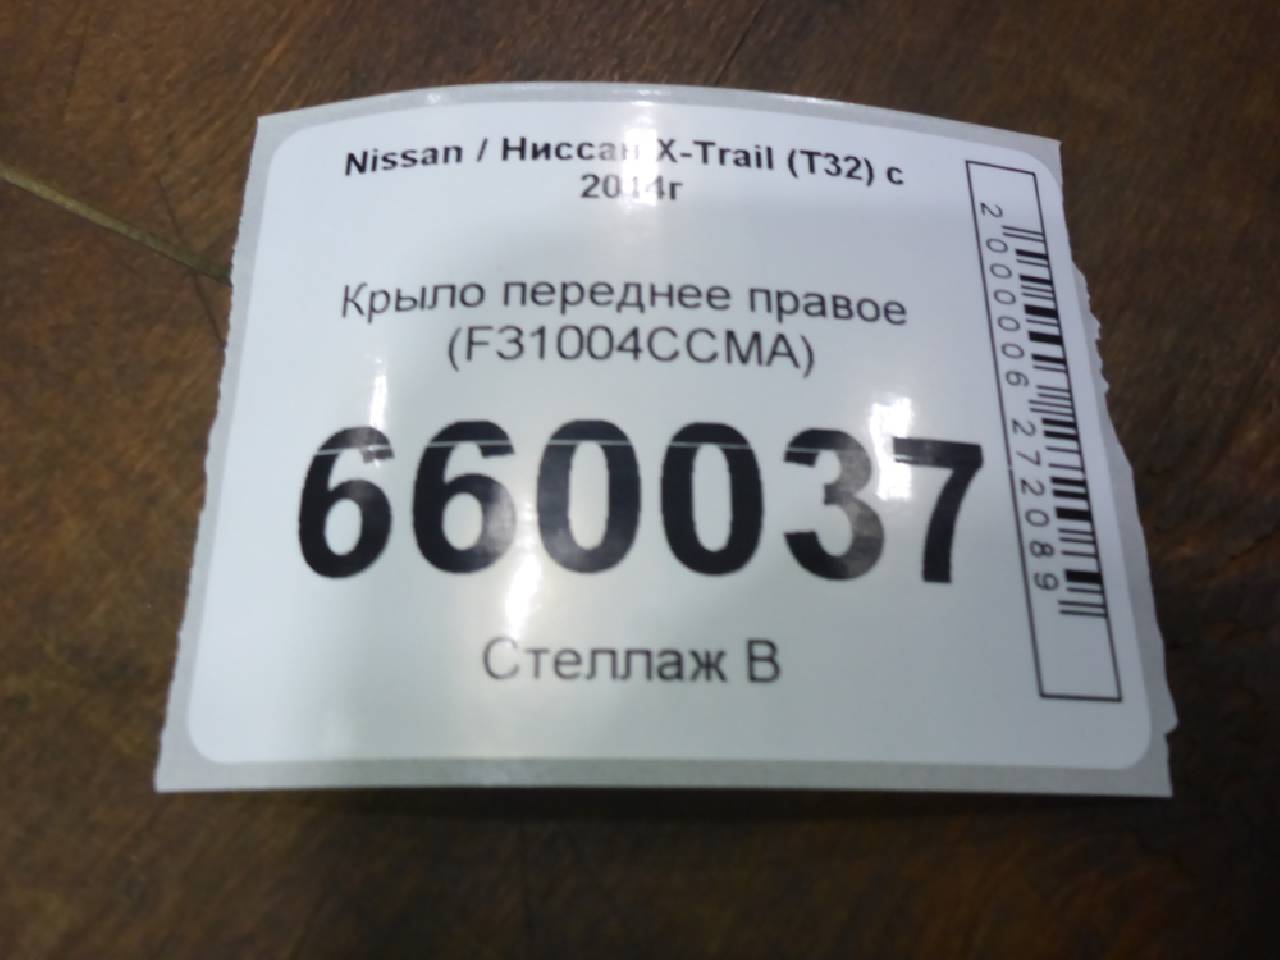 Nissan / Ниссан X-Trail (T32) с
2014г
Крыло переднее правое
(F31004CCMA)
660037
Стеллаж В
2000006272089